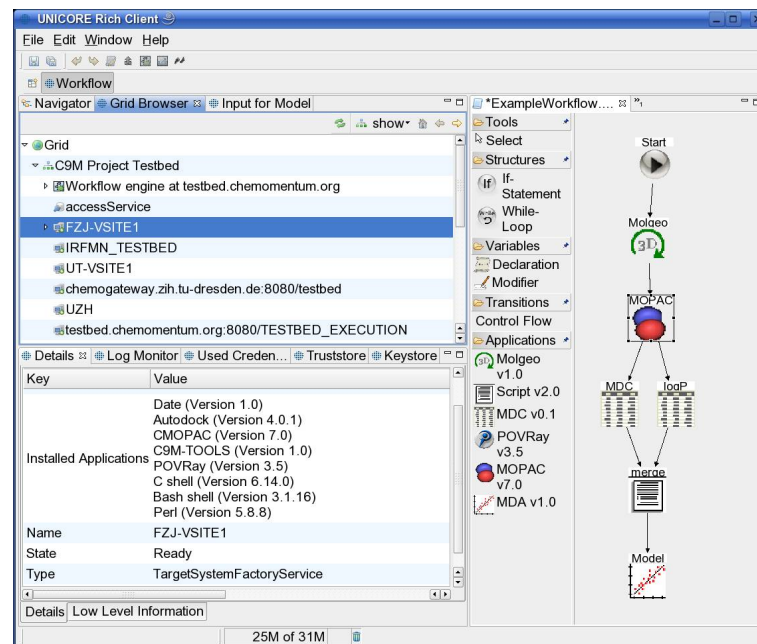 UNICORE Rich Client
File Edit Window Help
Workflow
Navigator Grid Browser Input for Model
show
Grid
C9M Project Testbed
Workflow engine at testbed.chemomentum.org
accessService
FZJ-VSITE1
IRFMN_TESTBED
UT-VSITE1
chemogateway.zih.tu-dresden.de:8080/testbed
UZH
testbed.chemomentum.org:8080/TESTBED_EXECUTION
Details Log Monitor Used Creden... Truststore Keystore
Key Value
Installed Applications
Date (Version 1.0)
Autodock (Version 4.0.1)
CMOPAC (Version 7.0)
C9M-TOOLS (Version 1.0)
POVRay (Version 3.5)
C shell (Version 6.14.0)
Bash shell (Version 3.1.16)
Perl (Version 5.8.8)
Name FZJ-VSITE1
State Ready
Type TargetSystemFactoryService
Details Low Level Information
25M of 31M
*ExampleWorkflow.... »1
Tools
Select
Structures
If
If-
Statement
While
While-
Loop
Variables
Declaration
Modifier
Transitions
Control Flow
Applications
3D
Molgeo
v1.0
Script v2.0
MDC v0.1
POVRay
v3.5
MOPAC
v7.0
MDA v1.0
Start
Molgeo
3D
MOPAC
MDC logP
merge
Model